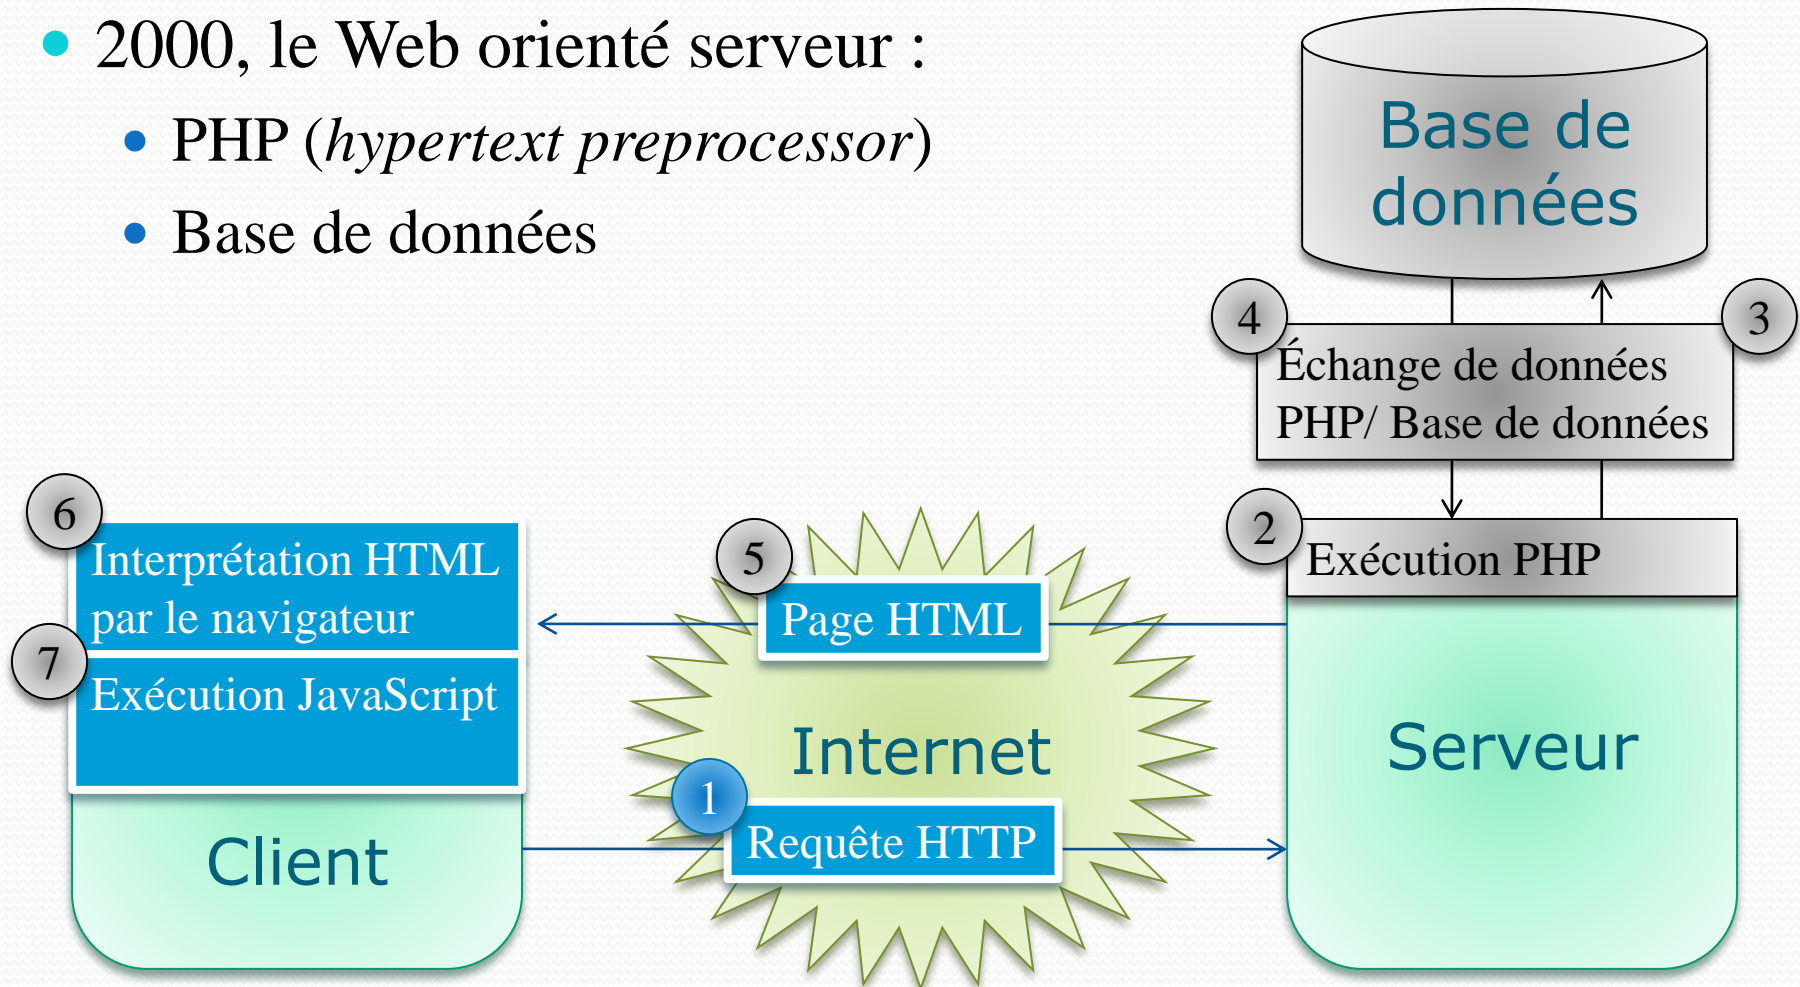 2000, le Web orienté serveur :
PHP (hypertext preprocessor)
Base de données
Base de
données
4
3
Échange de données
PHP/ Base de données
2
Exécution PHP
Serveur
6
Interprétation HTML
par le navigateur
7
Exécution JavaScript
Client
5
Page HTML
Internet
1
Requête HTTP